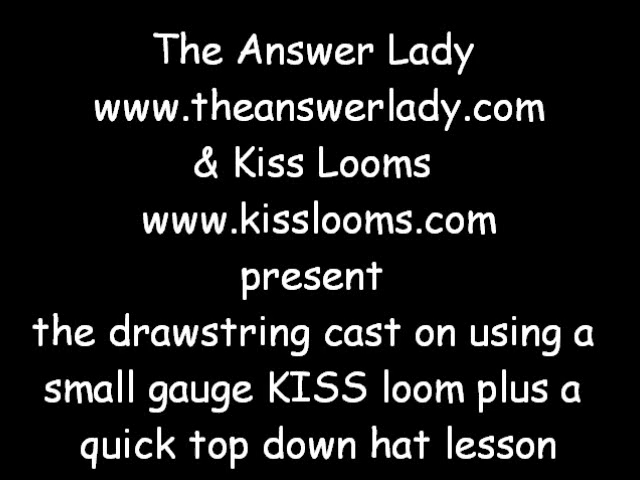 The Answer Lady
www.theanswerlady.com
& Kiss Looms
www.kisslooms.com
present
the drawstring cast on using a
small gauge KISS loom plus a
quick top down hat lesson